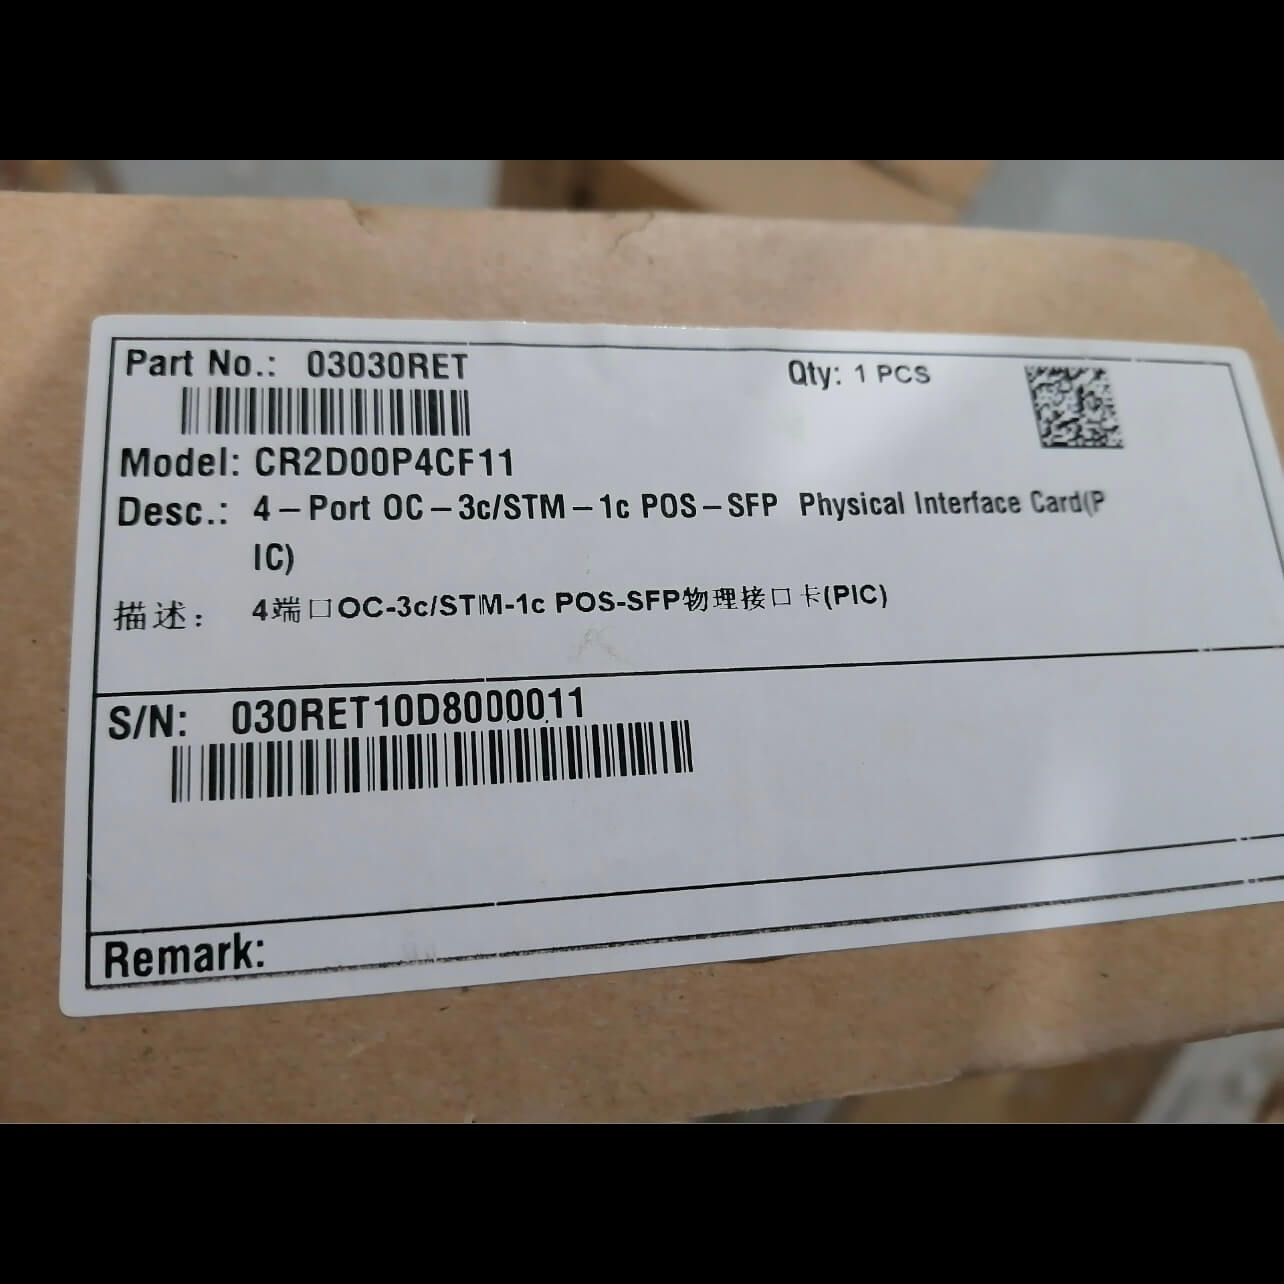 Part No.: 03030RET
Qty: 1 PCS
Model: CR2D00P4CF11
Desc.: 4-Port OC-3c/STM-1c POS-SFP Physical Interface Card(P
IC)
描述: 4端口OC-3c/STM-1c POS-SFP物理接口卡(PIC)
S/N: 030RET10D8000011
Remark: